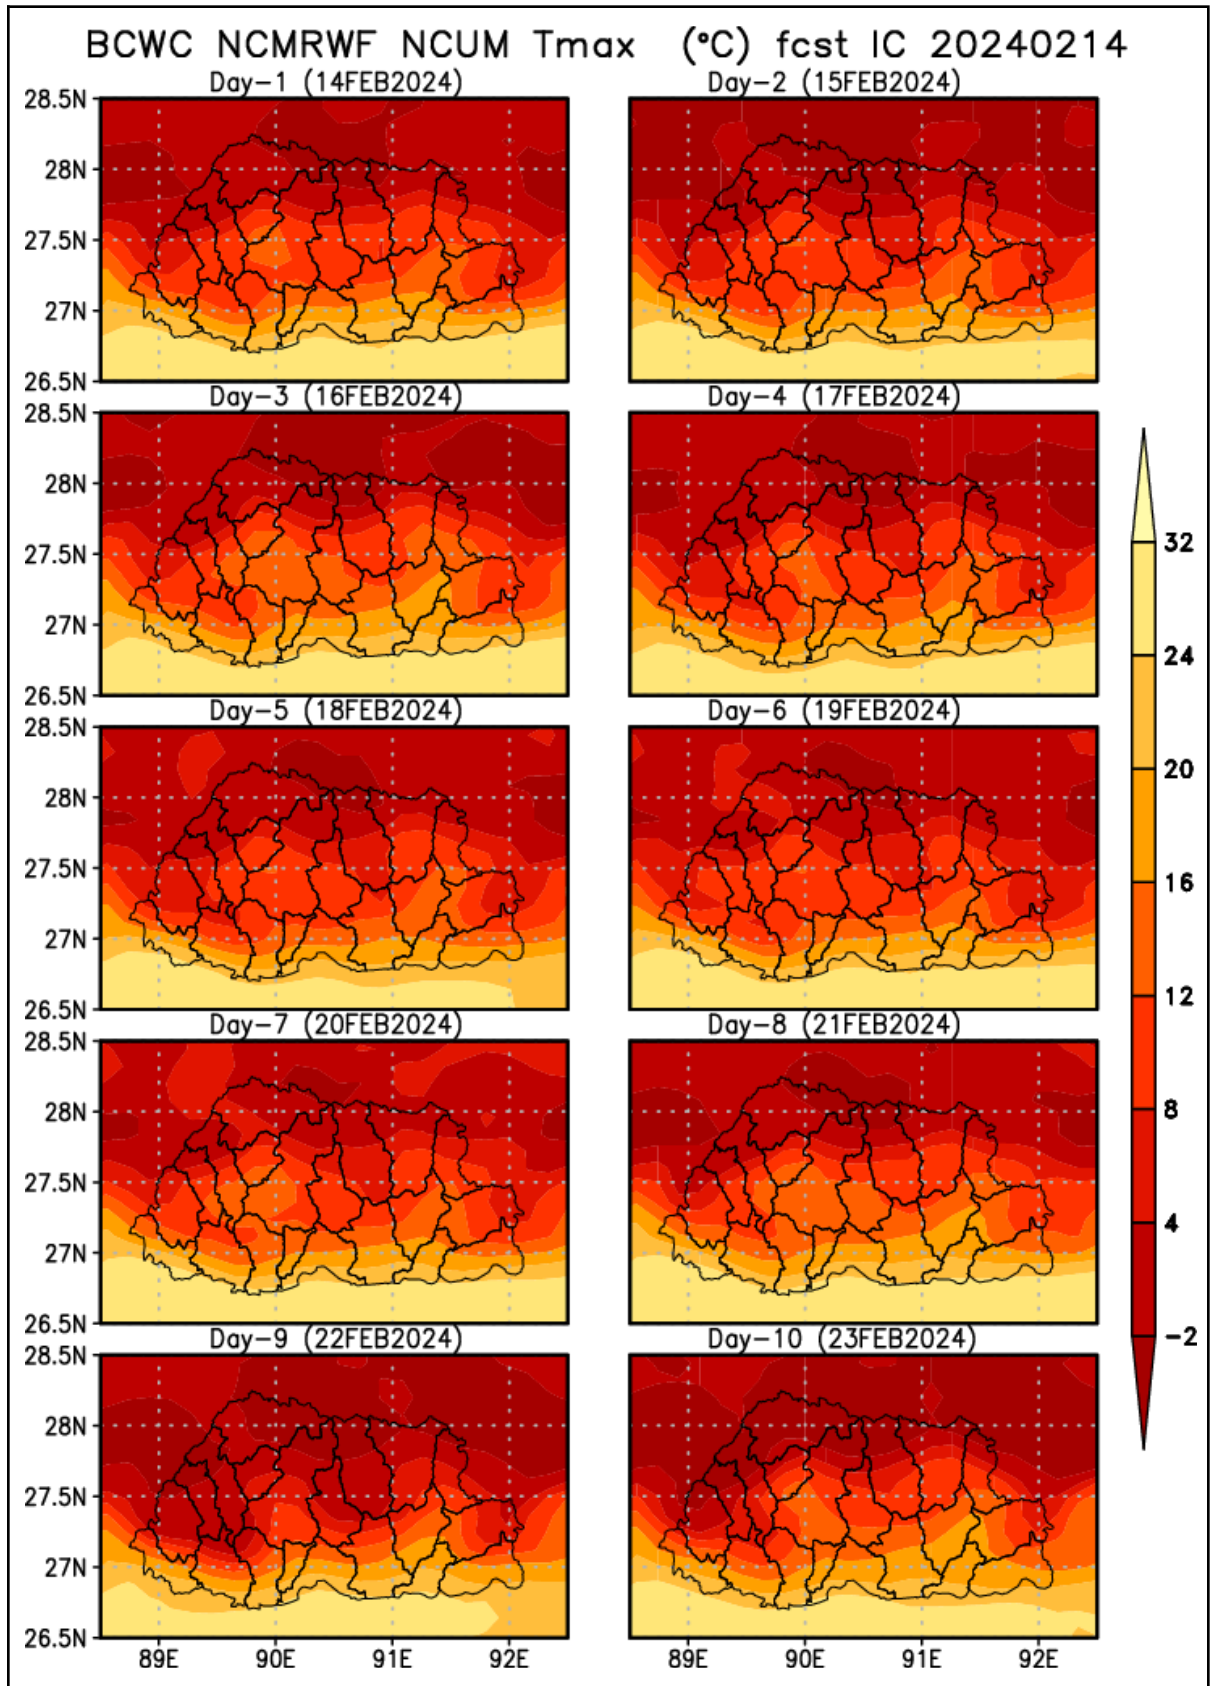 BCWC NCMRWF NCUM Tmax (°C) fcst IC 20240214
Day-1 (14FEB2024) Day-2 (15FEB2024)
28.5N
28N
27.5N
27N
26.5N
Day-3 (16FEB2024) Day-4 (17FEB2024)
28.5N
28N
27.5N
27N
26.5N
Day-5 (18FEB2024) Day-6 (19FEB2024)
28.5N
28N
27.5N
27N
26.5N
Day-7 (20FEB2024) Day-8 (21FEB2024)
28.5N
28N
27.5N
27N
26.5N
Day-9 (22FEB2024) Day-10 (23FEB2024)
28.5N
28N
27.5N
27N
26.5N
89E 90E 91E 92E 89E 90E 91E 92E
32
24
20
16
12
8
4
-2